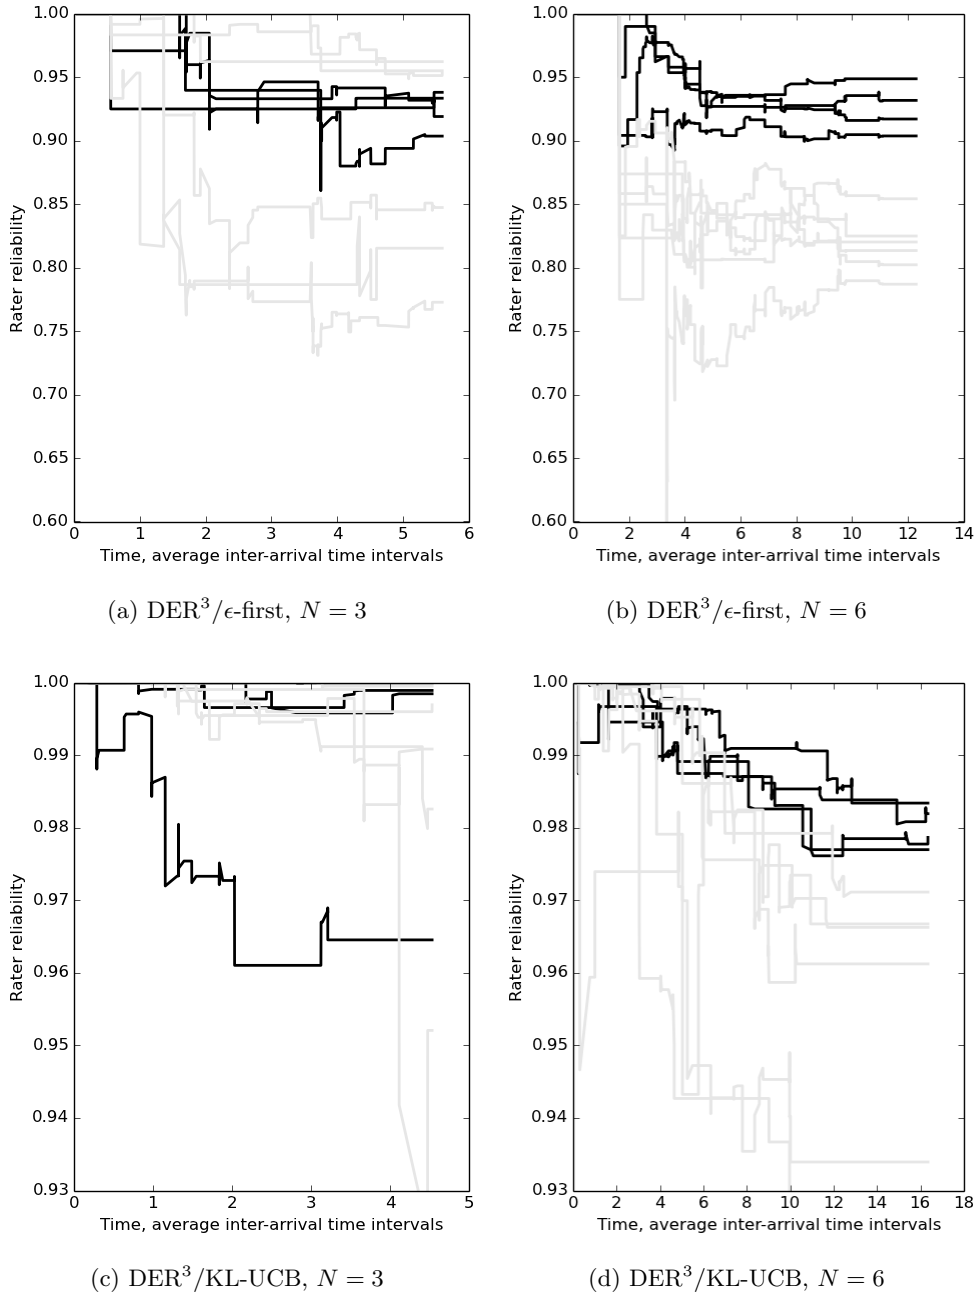 1.00
0.95
0.90
0.85
0.80
0.75
0.70
0.65
0.60
Rater reliability
0 1 2 3 4 5 6
Time, average inter-arrival time intervals
(a) DER³/ϵ-first, N = 3
1.00
0.95
0.90
0.85
0.80
0.75
0.70
0.65
0.60
Rater reliability
0 2 4 6 8 10 12 14
Time, average inter-arrival time intervals
(b) DER³/ϵ-first, N = 6
1.00
0.99
0.98
0.97
0.96
0.95
0.94
0.93
Rater reliability
0 1 2 3 4 5
Time, average inter-arrival time intervals
(c) DER³/KL-UCB, N = 3
1.00
0.99
0.98
0.97
0.96
0.95
0.94
0.93
Rater reliability
0 2 4 6 8 10 12 14 16 18
Time, average inter-arrival time intervals
(d) DER³/KL-UCB, N = 6